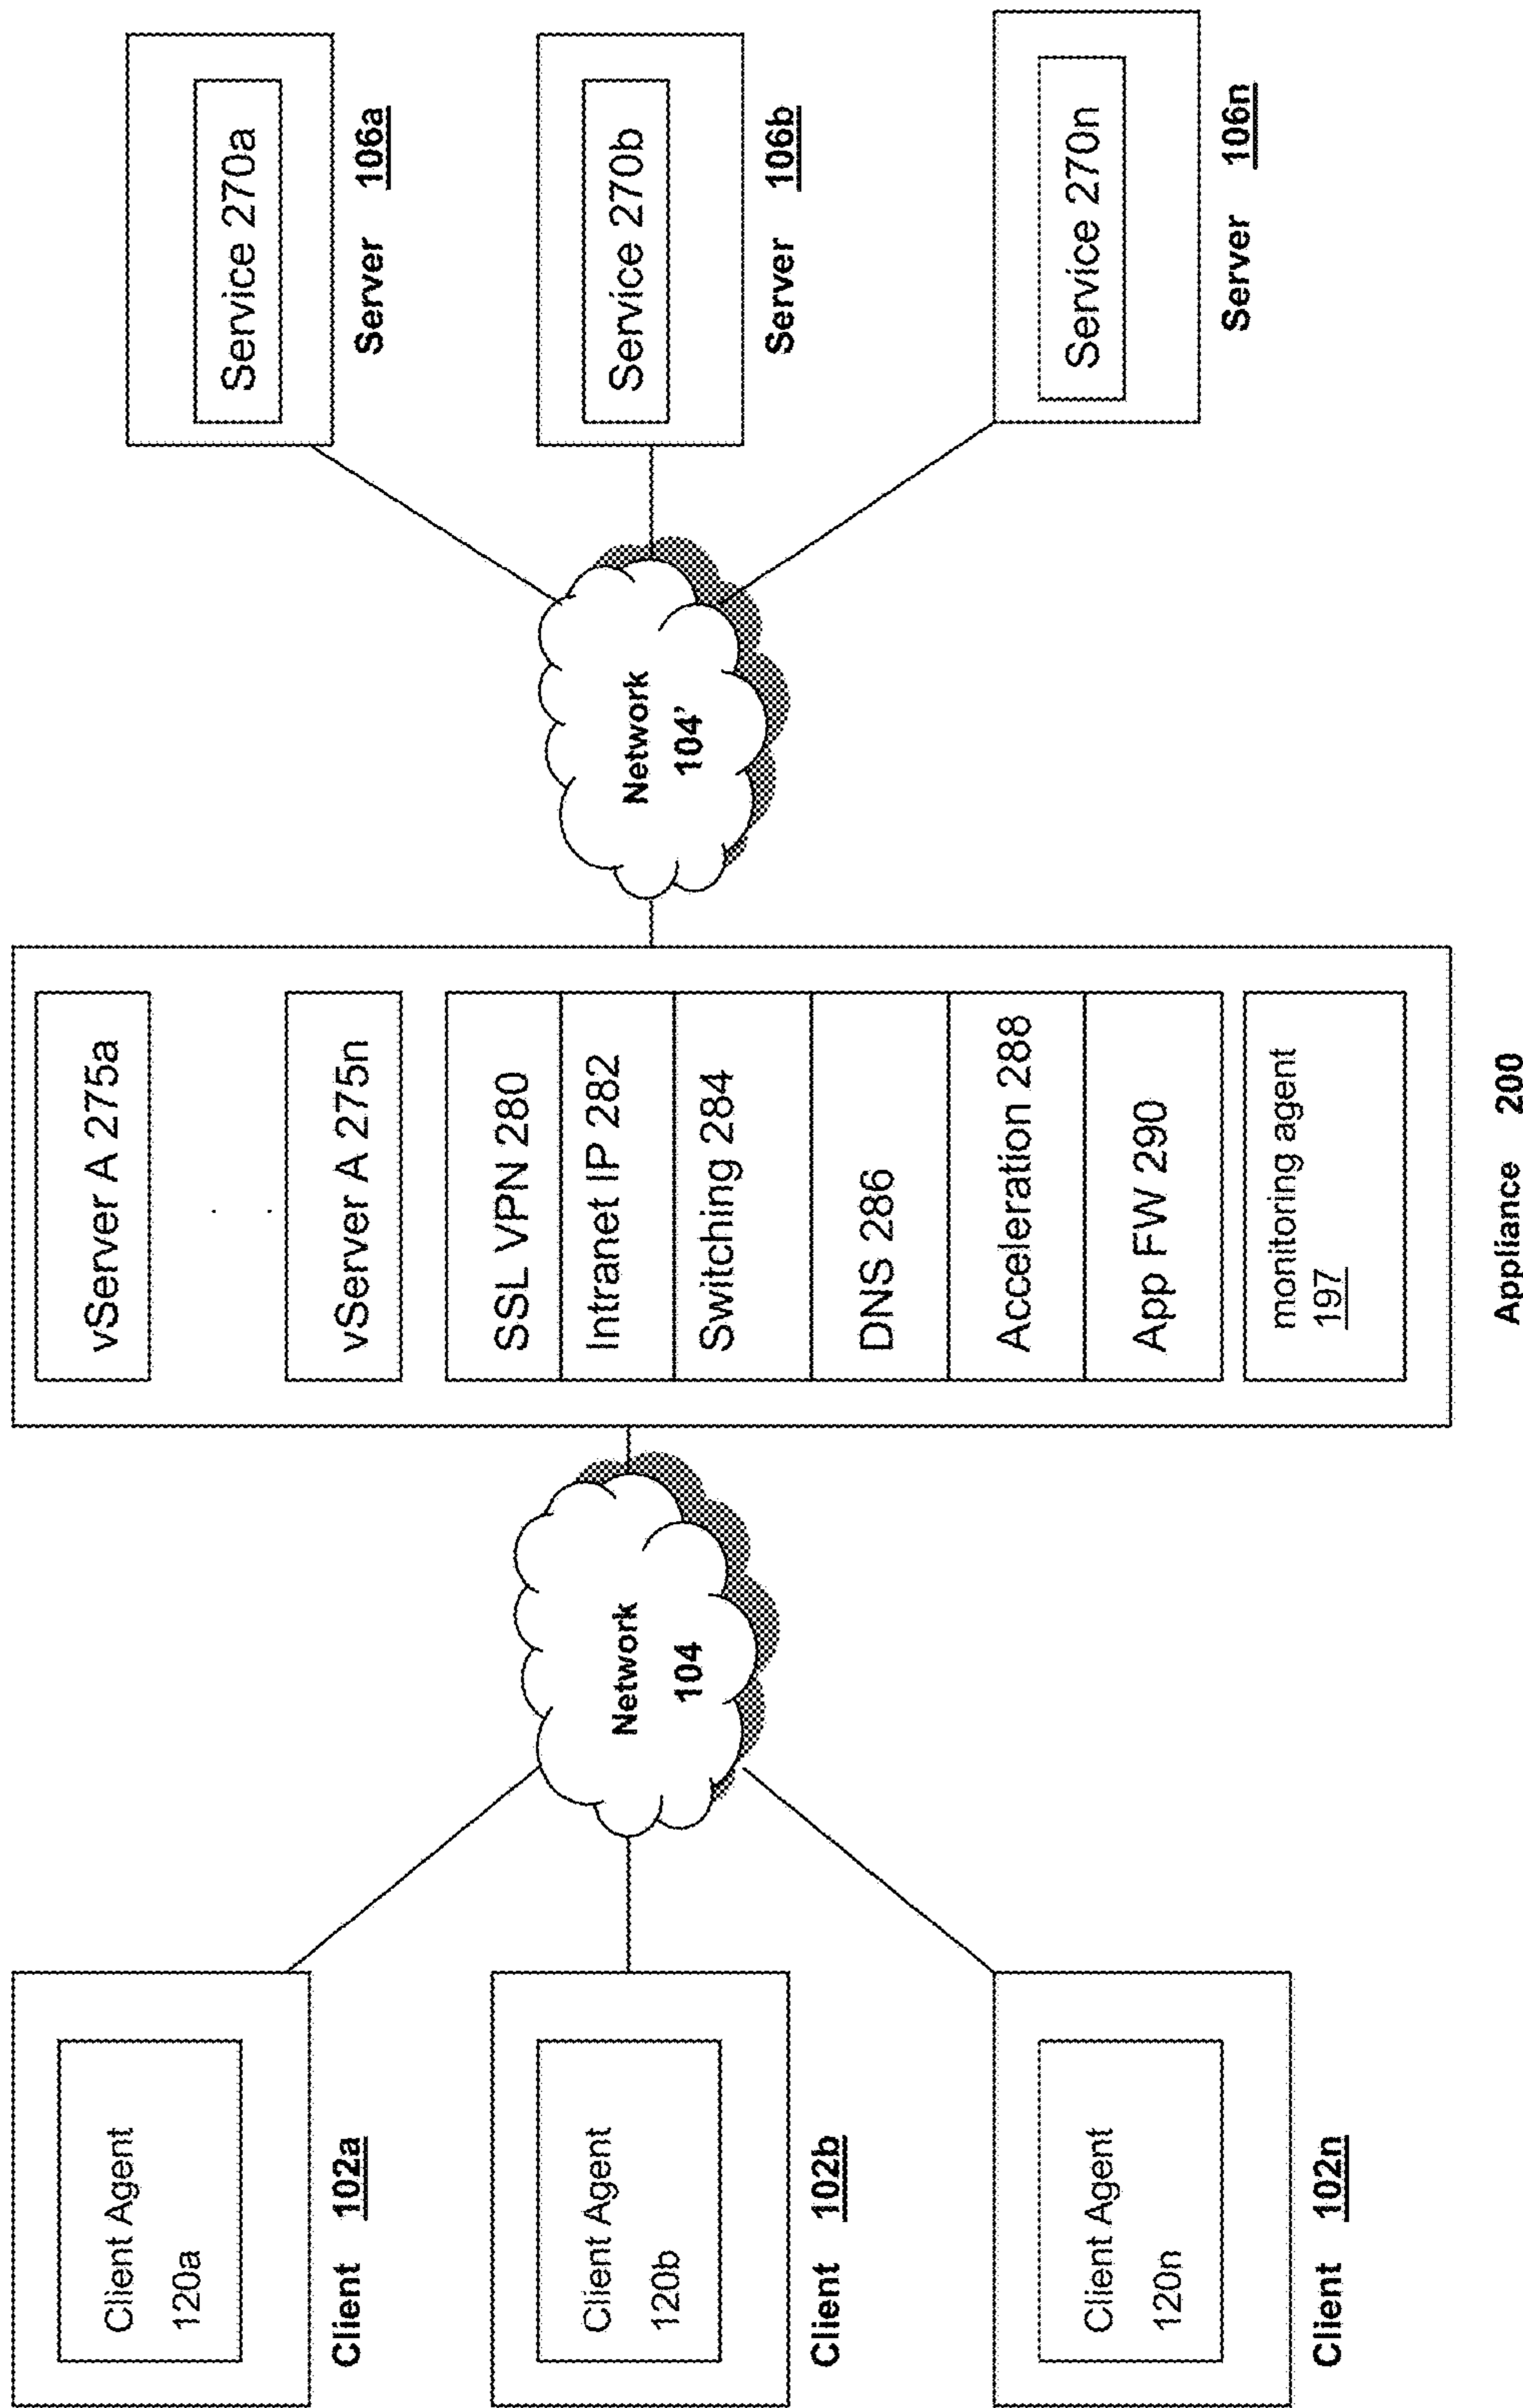 Client Agent
120a
Client 102a
Client Agent
120b
Client 102b
Client Agent
120n
Client 102n
Network
104
vServer A 275a
vServer A 275n
SSL VPN 280
Intranet IP 282
Switching 284
DNS 286
Acceleration 288
App FW 290
monitoring agent
197
Appliance 200
Network
104'
Service 270a
Server 106a
Service 270b
Server 106b
Service 270n
Server 106n